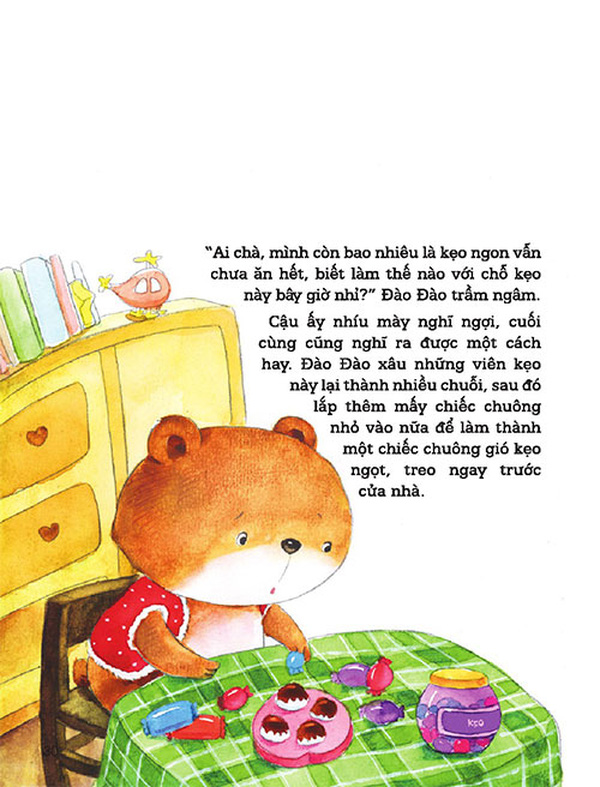 “Ai chà, mình còn bao nhiêu là kẹo ngon vẫn
chưa ăn hết, biết làm thế nào với chỗ kẹo
này bây giờ nhỉ?” Đào Đào trầm ngâm.
Cậu ấy nhíu mày nghĩ ngợi, cuối
cùng cũng nghĩ ra được một cách
hay. Đào Đào xâu những viên kẹo
này lại thành nhiều chuỗi, sau đó
lắp thêm mấy chiếc chuông
nhỏ vào nữa để làm thành
một chiếc chuông gió kẹo
ngọt, treo ngay trước
cửa nhà.
KẸO